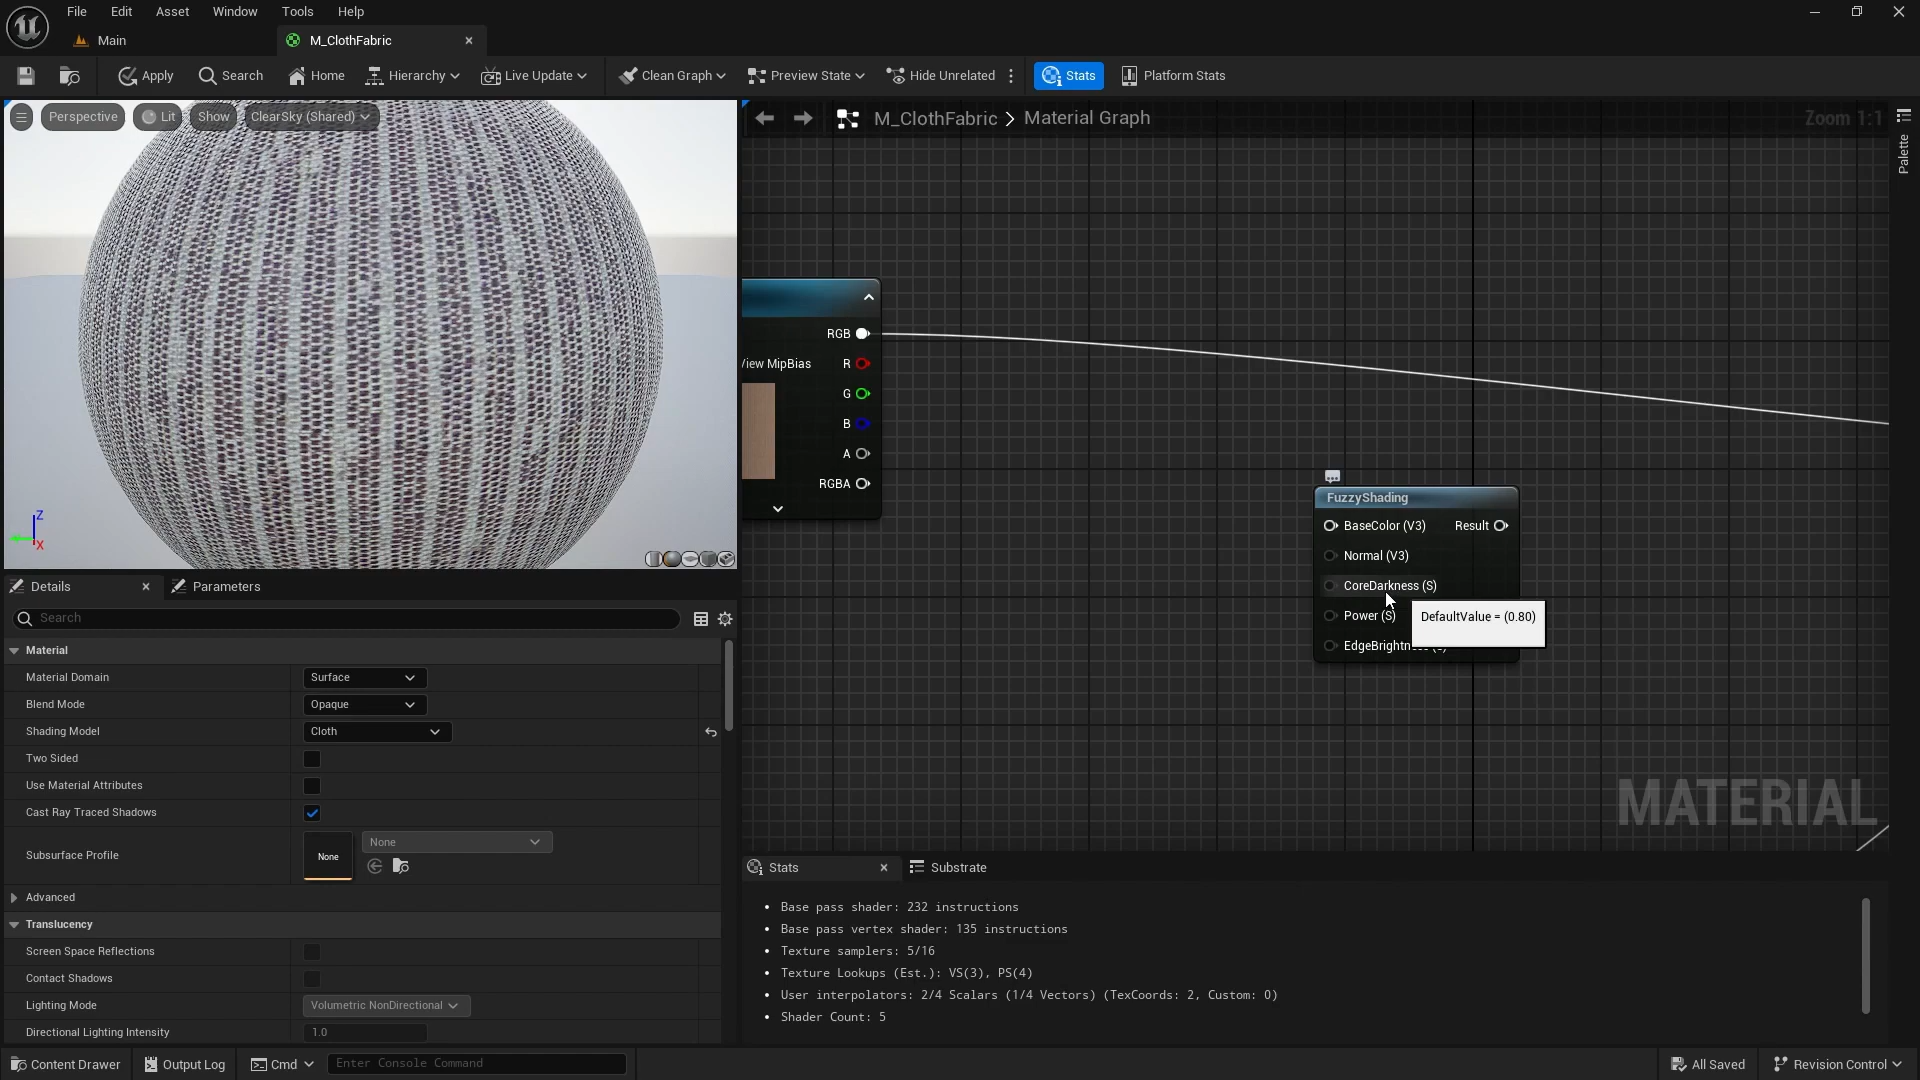 File Edit Asset Window Tools Help
Main M_ClothFabric
Apply Search Home Hierarchy Live Update Clean Graph Preview State Hide Unrelated Stats Platform Stats
Perspective Lit Show ClearSky (Shared)
M_ClothFabric > Material Graph
Zoom 1:1
Palette
RGB
View MipBias R
G
B
A
RGBA
FuzzyShading
BaseColor (V3) Result
Normal (V3)
CoreDarkness (S)
Power (S)
DefaultValue = (0.80)
Z
X
MATERIAL
Details Parameters
Search
Material
Material Domain Surface
Blend Mode Opaque
Shading Model Cloth
Two Sided
Use Material Attributes
Cast Ray Traced Shadows
Subsurface Profile None None
Advanced
Translucency
Screen Space Reflections
Contact Shadows
Lighting Mode Volumetric NonDirectional
Directional Lighting Intensity 1.0
Stats Substrate
• Base pass shader: 232 instructions
• Base pass vertex shader: 135 instructions
• Texture samplers: 5/16
• Texture Lookups (Est.): VS(3), PS(4)
• User interpolators: 2/4 Scalars (1/4 Vectors) (TexCoords: 2, Custom: 0)
• Shader Count: 5
Content Drawer Output Log Cmd Enter Console Command All Saved Revision Control